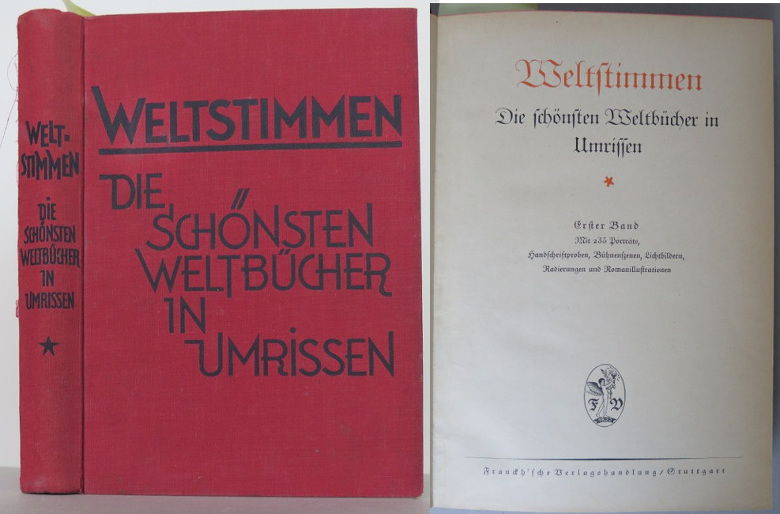 WELT-
STIMMEN
DIE
SCHÖNSTEN
WELTBÜCHER
IN
UMRISSEN
WELTSTIMMEN
DIE
SCHÖNSTEN
WELTBÜCHER
IN
UMRISSEN
Weltstimmen
Die schönsten Weltbücher in
Umrissen
Erster Band
Mit 235 Porträts,
Handschriftproben, Bühnenszenen, Lichtbildern,
Radierungen und Romanillustrationen
F V
Franckh'sche Verlagshandlung / Stuttgart